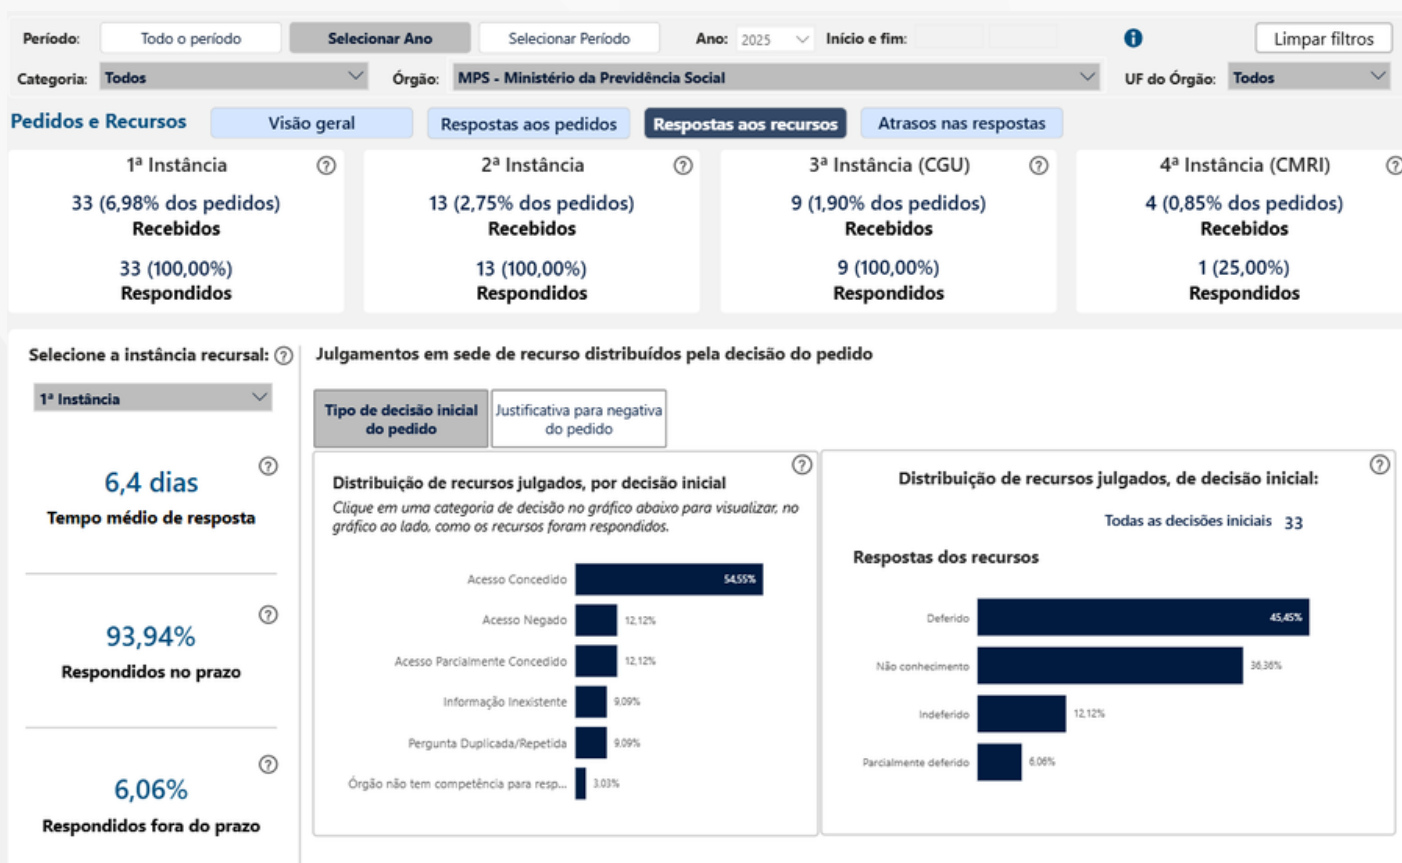 Período: Todo o período Selecionar Ano Selecionar Período Ano: 2025 Início e fim: Limpar filtros
Categoria: Todos Órgão: MPS - Ministério da Previdência Social UF do Órgão: Todos
Pedidos e Recursos Visão geral Respostas aos pedidos Respostas aos recursos Atrasos nas respostas
1ª Instância
33 (6,98% dos pedidos)
Recebidos
33 (100,00%)
Respondidos
2ª Instância
13 (2,75% dos pedidos)
Recebidos
13 (100,00%)
Respondidos
3ª Instância (CGU)
9 (1,90% dos pedidos)
Recebidos
9 (100,00%)
Respondidos
4ª Instância (CMRI)
4 (0,85% dos pedidos)
Recebidos
1 (25,00%)
Respondidos
Selecione a instância recursal:
1ª Instância
6,4 dias
Tempo médio de resposta
93,94%
Respondidos no prazo
6,06%
Respondidos fora do prazo
Julgamentos em sede de recurso distribuídos pela decisão do pedido
Tipo de decisão inicial
do pedido
Justificativa para negativa
do pedido
Distribuição de recursos julgados, por decisão inicial
Clique em uma categoria de decisão no gráfico abaixo para visualizar, no
gráfico ao lado, como os recursos foram respondidos.
Acesso Concedido 54,55%
Acesso Negado 12,12%
Acesso Parcialmente Concedido 12,12%
Informação Inexistente 9,09%
Pergunta Duplicada/Repetida 9,09%
Órgão não tem competência para resp... 3,03%
Distribuição de recursos julgados, de decisão inicial:
Todas as decisões iniciais 33
Respostas dos recursos
Deferido 45,45%
Não conhecimento 36,36%
Indeferido 12,12%
Parcialmente deferido 6,06%